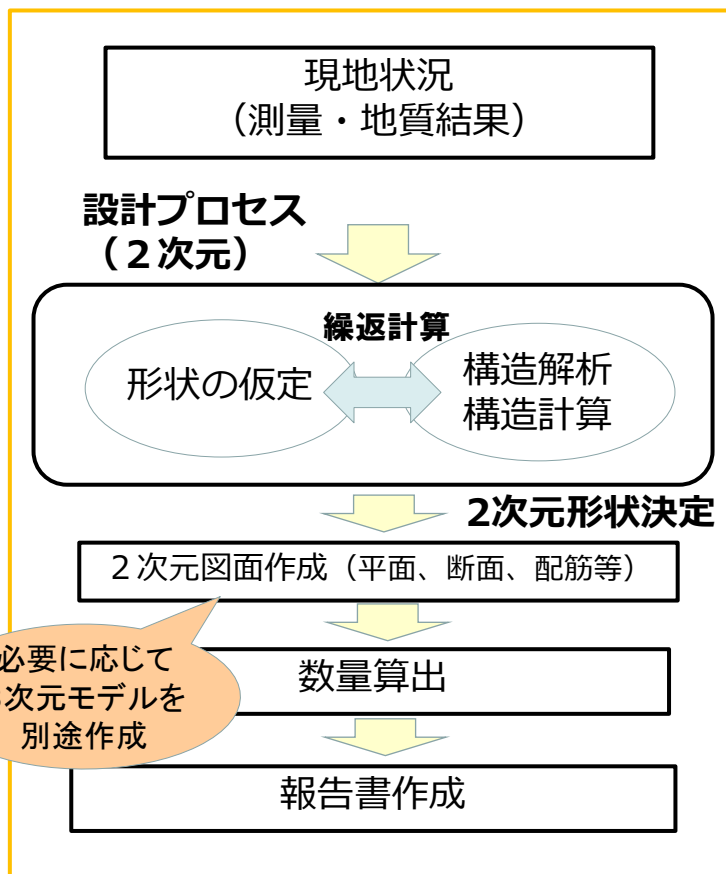 現地状況
（測量・地質結果）
設計プロセス
（２次元）
繰返計算
形状の仮定
構造解析
構造計算
2次元形状決定
２次元図面作成（平面、断面、配筋等）
必要に応じて
次元モデルを
別途作成
数量算出
報告書作成